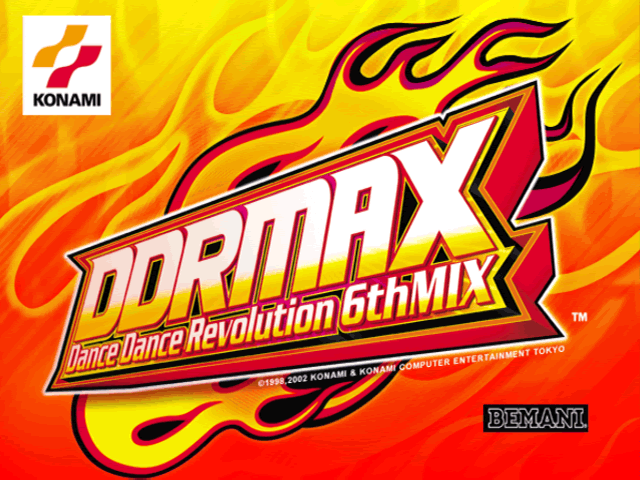 KONAMI
DDRMAX
Dance Dance Revolution 6thMIX
TM
©1998,2002 KONAMI & KONAMI COMPUTER ENTERTAINMENT TOKYO
BEMANI